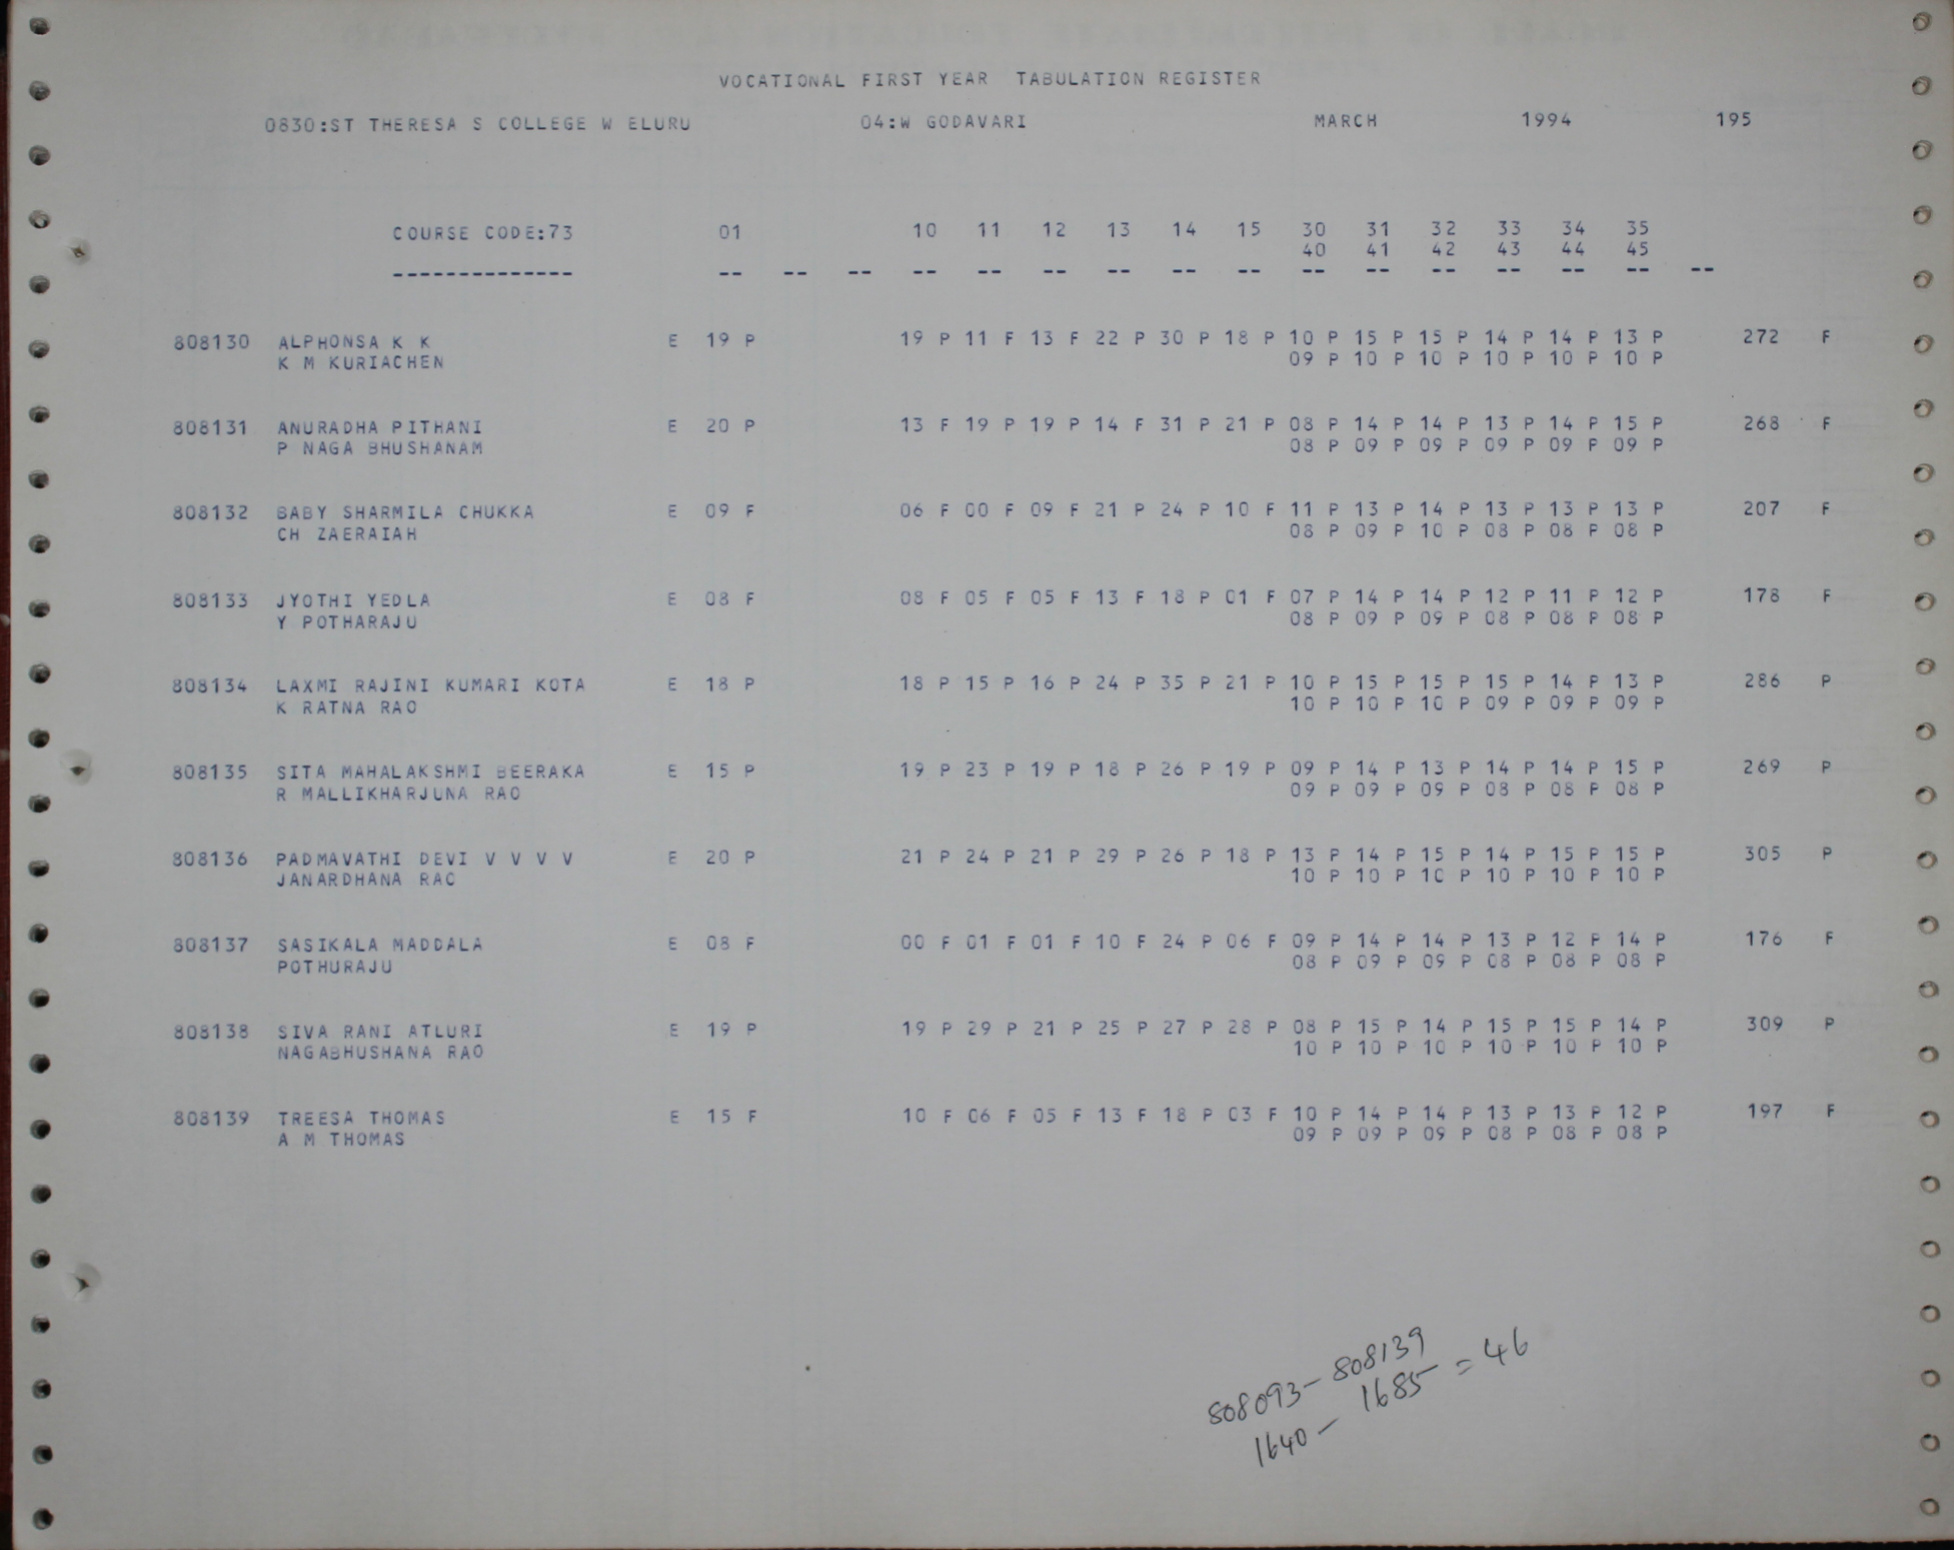 VOCATIONAL FIRST YEAR TABULATION REGISTER
0830:ST THERESA S COLLEGE W ELURU 04:W GODAVARI MARCH 1994 195
COURSE CODE:73 01 10 11 12 13 14 15 30 31 32 33 34 35
40 41 42 43 44 45
-------------- -- -- -- -- -- -- -- -- -- -- -- -- -- -- -- --
808130 ALPHONSA K K E 19 P 19 P 11 F 13 F 22 P 30 P 18 P 10 P 15 P 15 P 14 P 14 P 13 P 272 F
K M KURIACHEN 09 P 10 P 10 P 10 P 10 P 10 P
808131 ANURADHA PITHANI E 20 P 13 F 19 P 19 P 14 F 31 P 21 P 08 P 14 P 14 P 13 P 14 P 15 P 268 F
P NAGA BHUSHANAM 08 P 09 P 09 P 09 P 09 P 09 P
808132 BABY SHARMILA CHUKKA E 09 F 06 F 00 F 09 F 21 P 24 P 10 F 11 P 13 P 14 P 13 P 13 P 13 P 207 F
CH ZAERAIAH 08 P 09 P 10 P 08 P 08 P 08 P
808133 JYOTHI YEDLA E 08 F 08 F 05 F 05 F 13 F 18 P 01 F 07 P 14 P 14 P 12 P 11 P 12 P 178 F
Y POTHARAJU 08 P 09 P 09 P 08 P 08 P 08 P
808134 LAXMI RAJINI KUMARI KOTA E 18 P 18 P 15 P 16 P 24 P 35 P 21 P 10 P 15 P 15 P 15 P 14 P 13 P 286 P
K RATNA RAO 10 P 10 P 10 P 09 P 09 P 09 P
808135 SITA MAHALAKSHMI BEERAKA E 15 P 19 P 23 P 19 P 18 P 26 P 19 P 09 P 14 P 13 P 14 P 14 P 15 P 269 P
R MALLIKHARJUNA RAO 09 P 09 P 09 P 08 P 08 P 08 P
808136 PADMAVATHI DEVI V V V V E 20 P 21 P 24 P 21 P 29 P 26 P 18 P 13 P 14 P 15 P 14 P 15 P 15 P 305 P
JANARDHANA RAO 10 P 10 P 10 P 10 P 10 P 10 P
808137 SASIKALA MADDALA E 08 F 00 F 01 F 01 F 10 F 24 P 06 F 09 P 14 P 14 P 13 P 12 P 14 P 176 F
POTHURAJU 08 P 09 P 09 P 08 P 08 P 08 P
808138 SIVA RANI ATLURI E 19 P 19 P 29 P 21 P 25 P 27 P 28 P 08 P 15 P 14 P 15 P 15 P 14 P 309 P
NAGABHUSHANA RAO 10 P 10 P 10 P 10 P 10 P 10 P
808139 TREESA THOMAS E 15 F 10 F 06 F 05 F 13 F 18 P 03 F 10 P 14 P 14 P 13 P 13 P 12 P 197 F
A M THOMAS 09 P 09 P 09 P 08 P 08 P 08 P
808093 - 808139
1640 - 1685 = 46